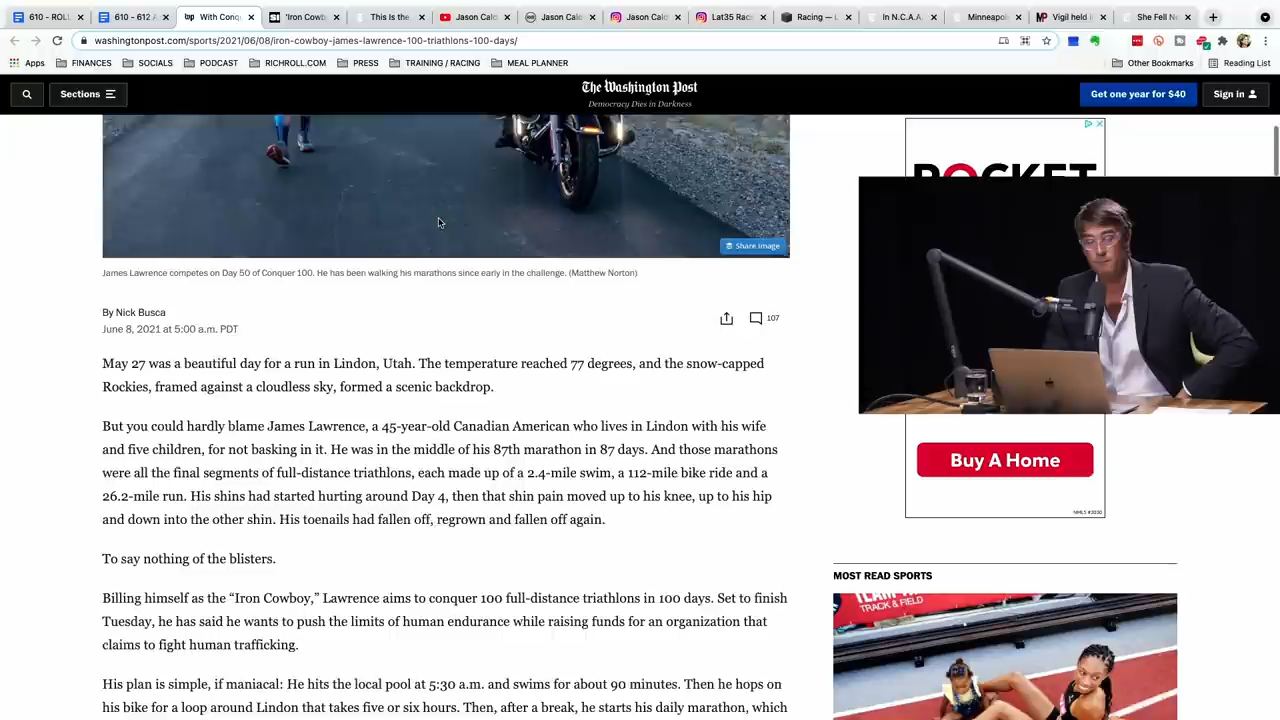 610 - ROLL
610 – 612 A
With Conq
'Iron Cowb
This Is the
Jason Calc
Jason Calc
Jason Calc
Lat35 Raci
Racing — L
In N.C.A.A.
Minneapol
Vigil held i
She Fell Ne
washingtonpost.com/sports/2021/06/08/iron-cowboy-james-lawrence-100-triathlons-100-days/
Apps FINANCES SOCIALS PODCAST RICHROLL.COM PRESS TRAINING / RACING MEAL PLANNER Other Bookmarks Reading List
Sections
The Washington Post
Democracy Dies in Darkness
Get one year for $40
Sign in
ROCKET
Share Image
James Lawrence competes on Day 50 of Conquer 100. He has been walking his marathons since early in the challenge. (Matthew Norton)
By Nick Busca
June 8, 2021 at 5:00 a.m. PDT
107
May 27 was a beautiful day for a run in Lindon, Utah. The temperature reached 77 degrees, and the snow-capped
Rockies, framed against a cloudless sky, formed a scenic backdrop.
But you could hardly blame James Lawrence, a 45-year-old Canadian American who lives in Lindon with his wife
and five children, for not basking in it. He was in the middle of his 87th marathon in 87 days. And those marathons
were all the final segments of full-distance triathlons, each made up of a 2.4-mile swim, a 112-mile bike ride and a
26.2-mile run. His shins had started hurting around Day 4, then that shin pain moved up to his knee, up to his hip
and down into the other shin. His toenails had fallen off, regrown and fallen off again.
To say nothing of the blisters.
Billing himself as the “Iron Cowboy,” Lawrence aims to conquer 100 full-distance triathlons in 100 days. Set to finish
Tuesday, he has said he wants to push the limits of human endurance while raising funds for an organization that
claims to fight human trafficking.
His plan is simple, if maniacal: He hits the local pool at 5:30 a.m. and swims for about 90 minutes. Then he hops on
his bike for a loop around Lindon that takes five or six hours. Then, after a break, he starts his daily marathon, which
Buy A Home
NMLS #3030
MOST READ SPORTS
TRACK & FIELD